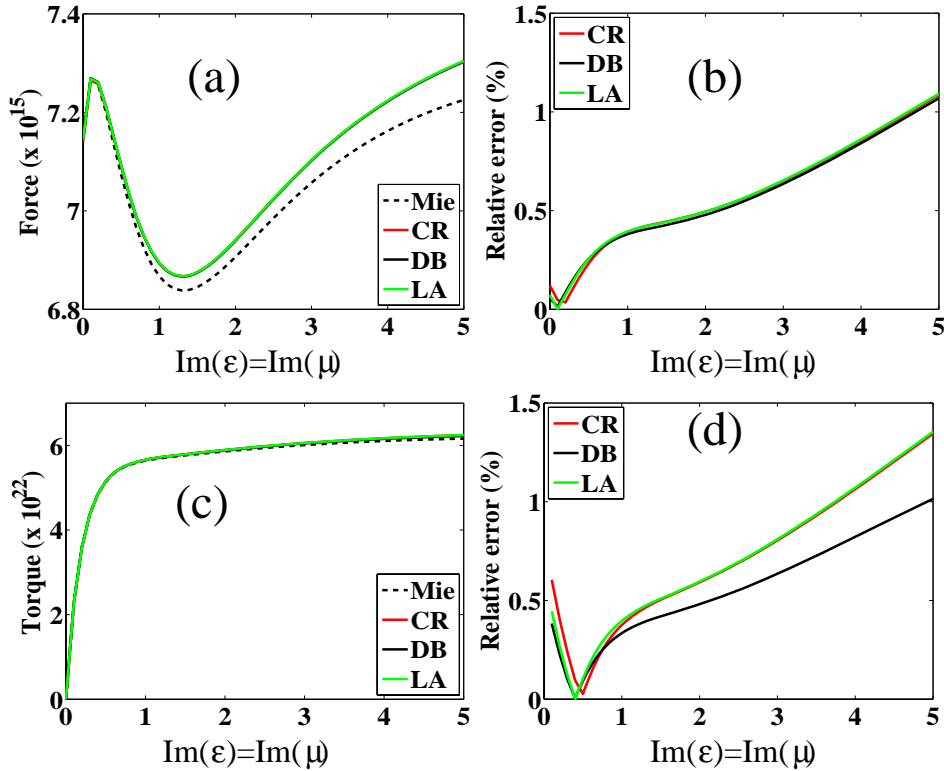 7.4
7.2
7
6.8
Force (x 10^15)
(a)
Mie
CR
DB
LA
0 1 2 3 4 5
Im(ε)=Im(μ)
1.5
1
0.5
0
Relative error (%)
CR
DB
LA
(b)
0 1 2 3 4 5
Im(ε)=Im(μ)
8
6
4
2
0
Torque (x 10^22)
(c)
Mie
CR
DB
LA
0 1 2 3 4 5
Im(ε)=Im(μ)
1.5
1
0.5
0
Relative error (%)
CR
DB
LA
(d)
0 1 2 3 4 5
Im(ε)=Im(μ)